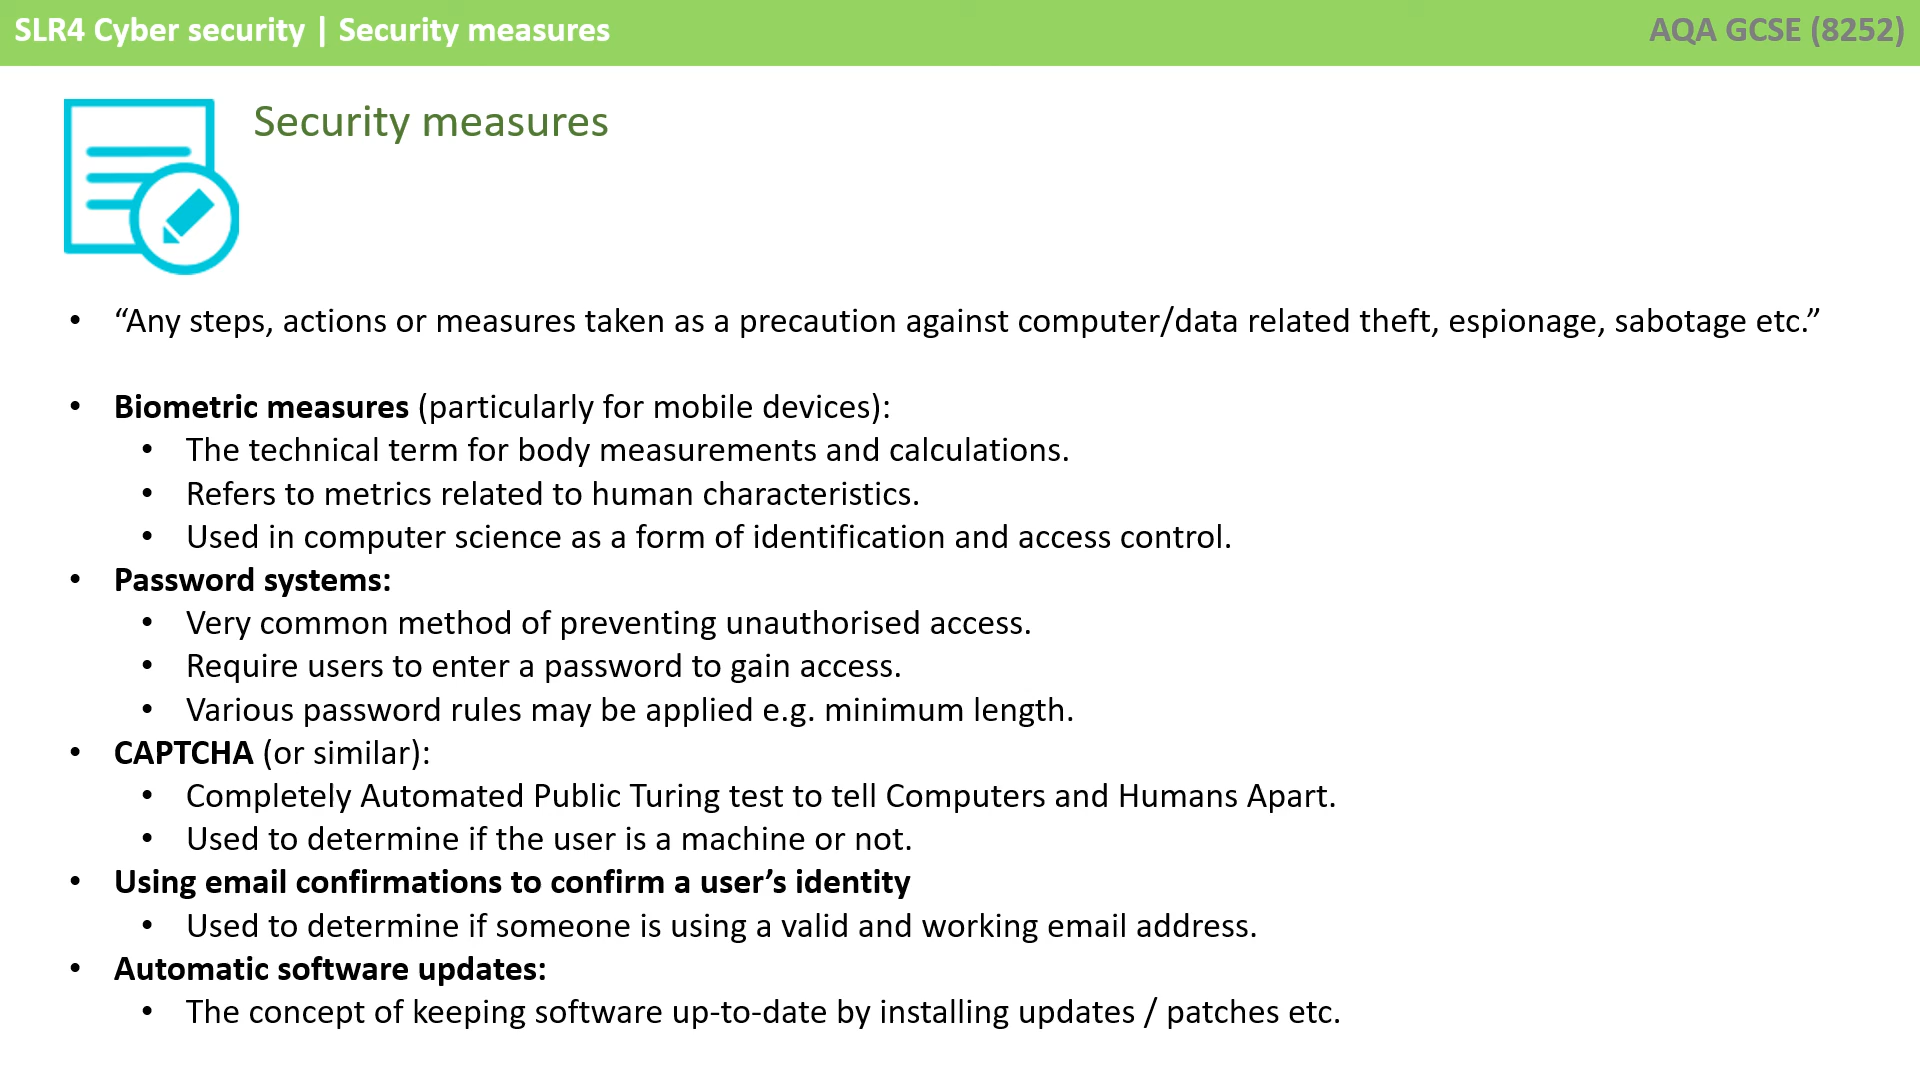 SLR4 Cyber security | Security measures
AQA GCSE (8252)
Security measures
• “Any steps, actions or measures taken as a precaution against computer/data related theft, espionage, sabotage etc.”
• Biometric measures (particularly for mobile devices):
• The technical term for body measurements and calculations.
• Refers to metrics related to human characteristics.
• Used in computer science as a form of identification and access control.
• Password systems:
• Very common method of preventing unauthorised access.
• Require users to enter a password to gain access.
• Various password rules may be applied e.g. minimum length.
• CAPTCHA (or similar):
• Completely Automated Public Turing test to tell Computers and Humans Apart.
• Used to determine if the user is a machine or not.
• Using email confirmations to confirm a user’s identity
• Used to determine if someone is using a valid and working email address.
• Automatic software updates:
• The concept of keeping software up-to-date by installing updates / patches etc.